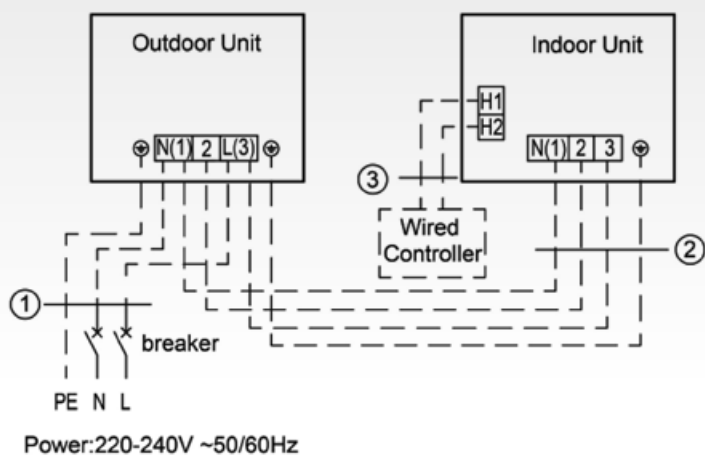 Outdoor Unit
Indoor Unit
H1
H2
N(1) 2 L(3)
N(1) 2 3
3
Wired
Controller
2
1
breaker
PE N L
Power:220-240V ~50/60Hz